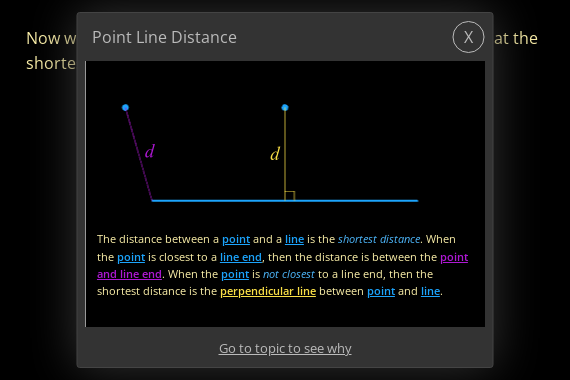 Now w
at the
shorte
Point Line Distance
X
d
d
The distance between a point and a line is the shortest distance. When
the point is closest to a line end, then the distance is between the point
and line end. When the point is not closest to a line end, then the
shortest distance is the perpendicular line between point and line.
Go to topic to see why